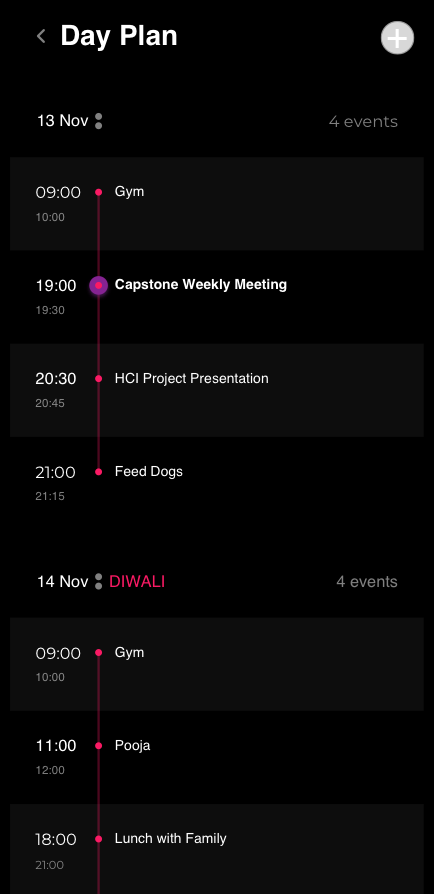 Day Plan
13 Nov
4 events
09:00 Gym
10:00
19:00 Capstone Weekly Meeting
19:30
20:30 HCI Project Presentation
20:45
21:00 Feed Dogs
21:15
14 Nov DIWALI
4 events
09:00 Gym
10:00
11:00 Pooja
12:00
18:00 Lunch with Family
21:00